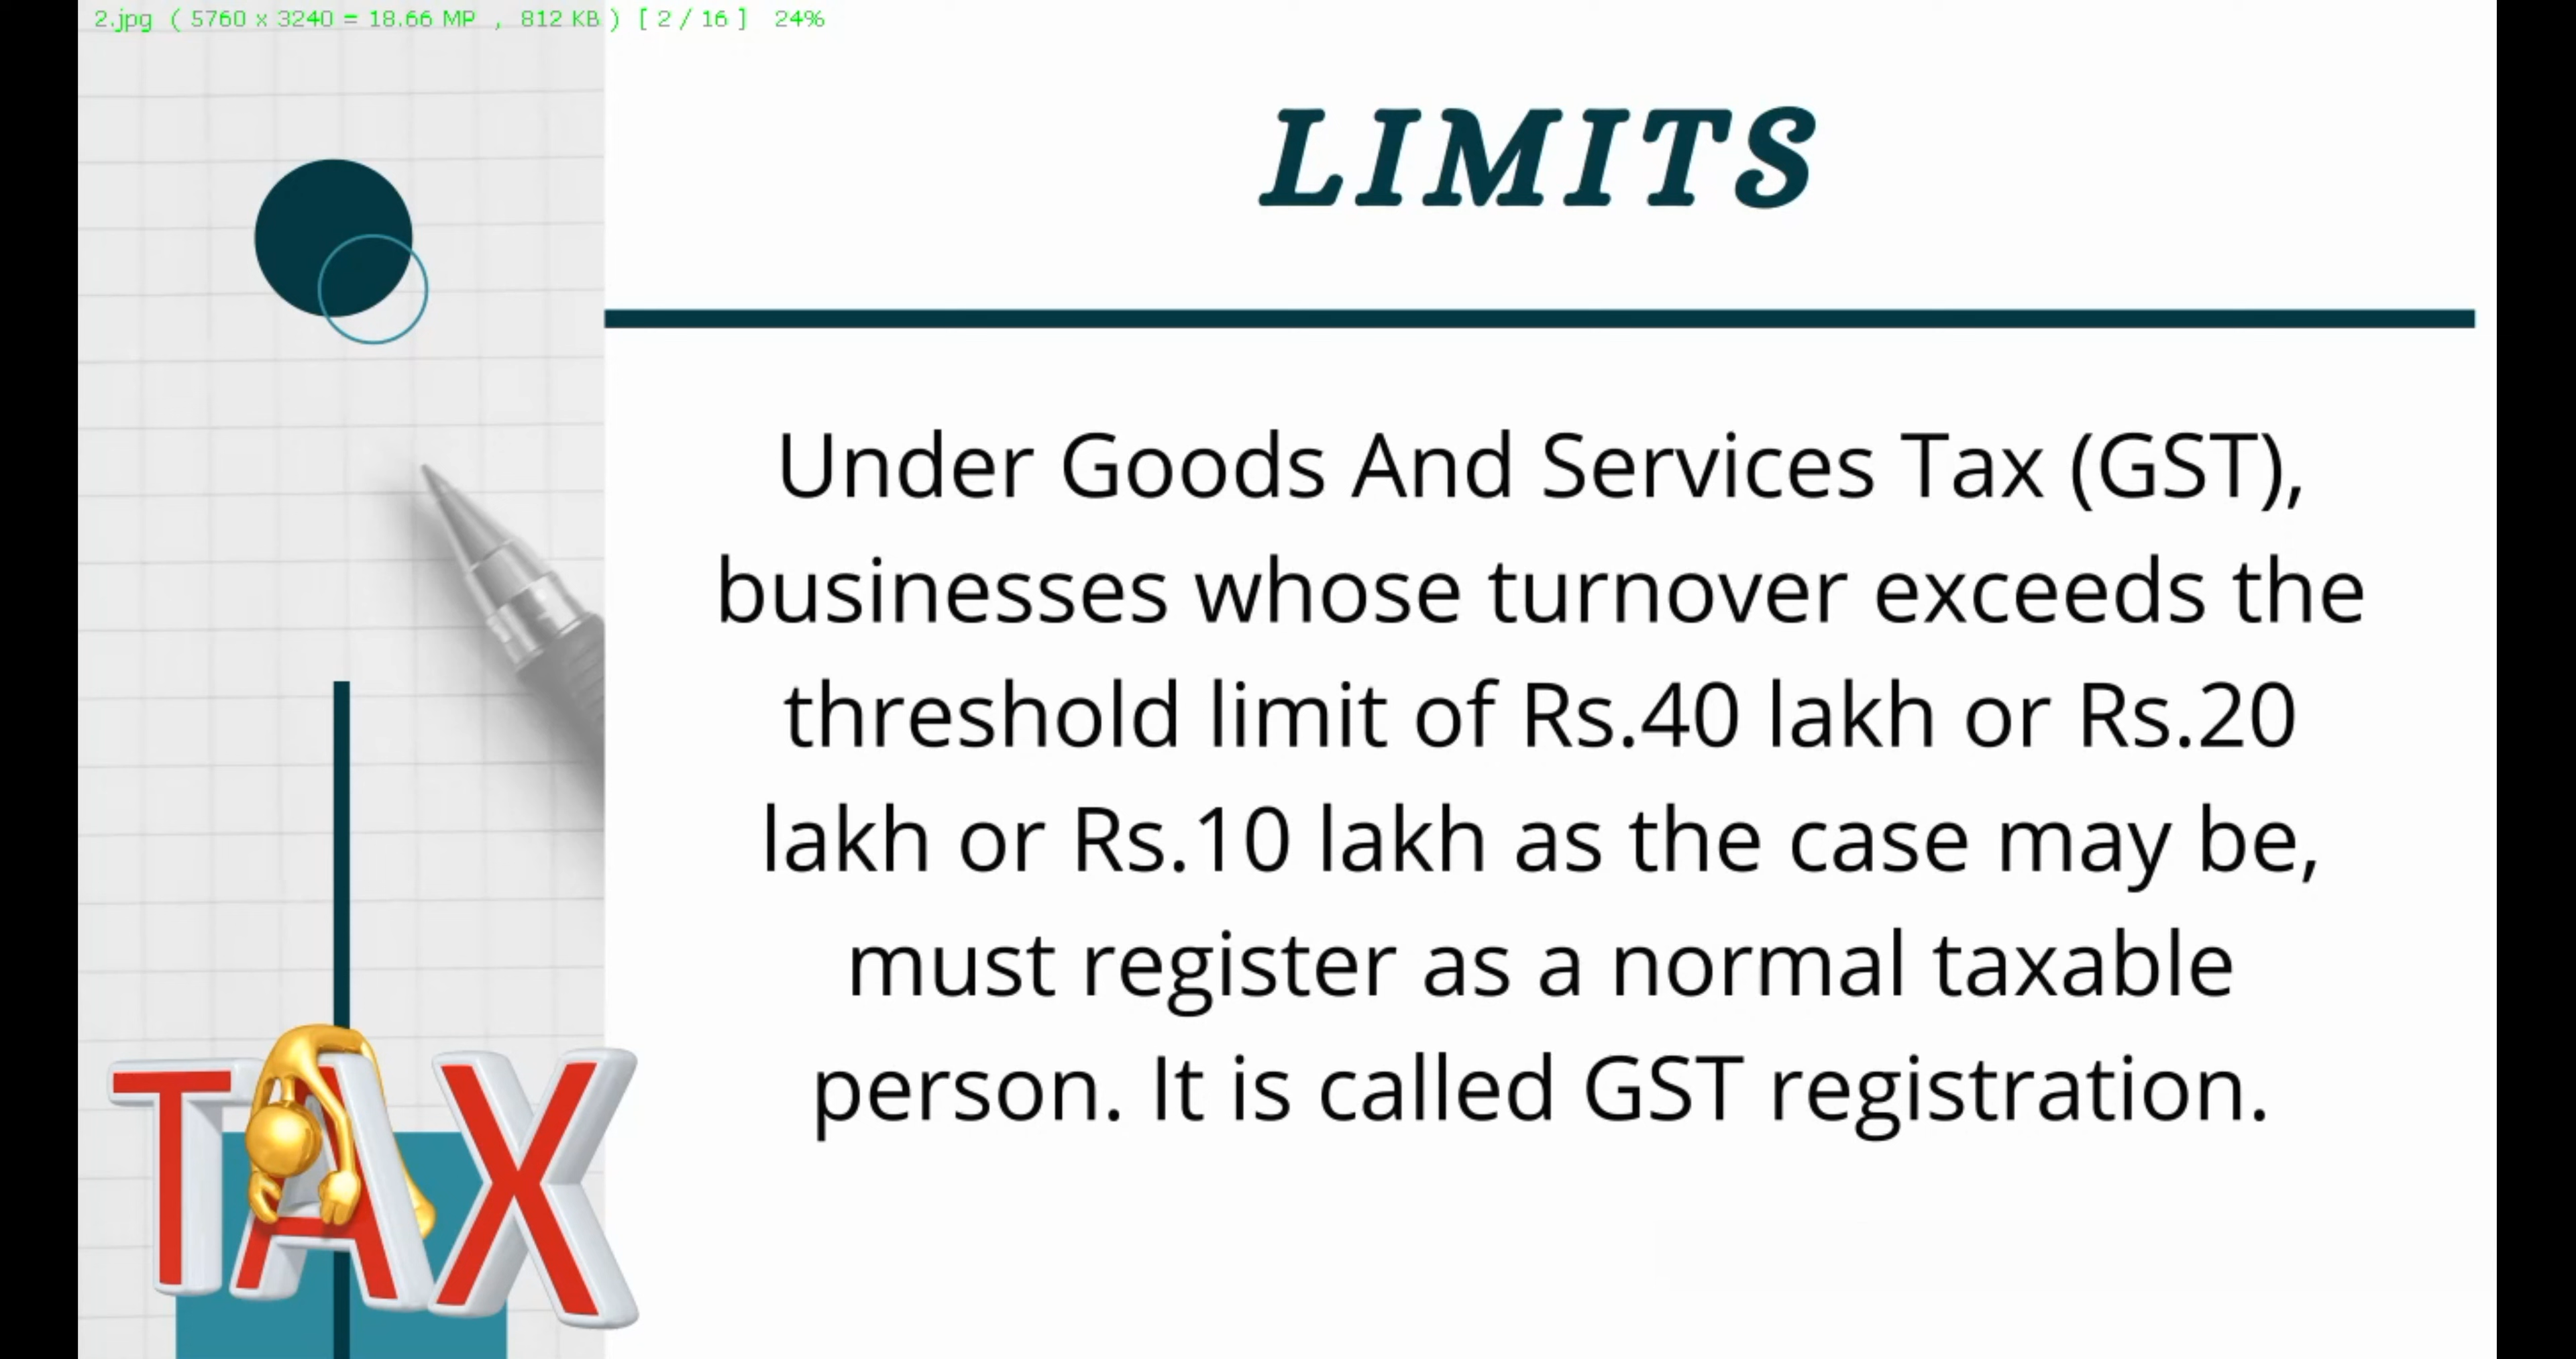 2.jpg ( 5760 x 3240 = 18.66 MP , 812 KB ) [ 2 / 16 ] 24%
LIMITS
Under Goods And Services Tax (GST),
businesses whose turnover exceeds the
threshold limit of Rs.40 lakh or Rs.20
lakh or Rs.10 lakh as the case may be,
must register as a normal taxable
person. It is called GST registration.
TAX